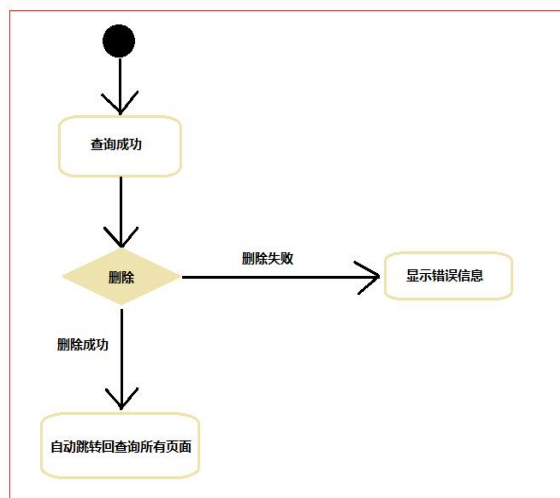 查询成功
删除
删除失败
显示错误信息
删除成功
自动跳转回查询所有页面